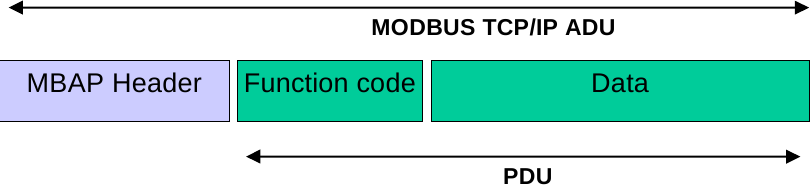 MODBUS TCP/IP ADU
MBAP Header
Function code
Data
PDU